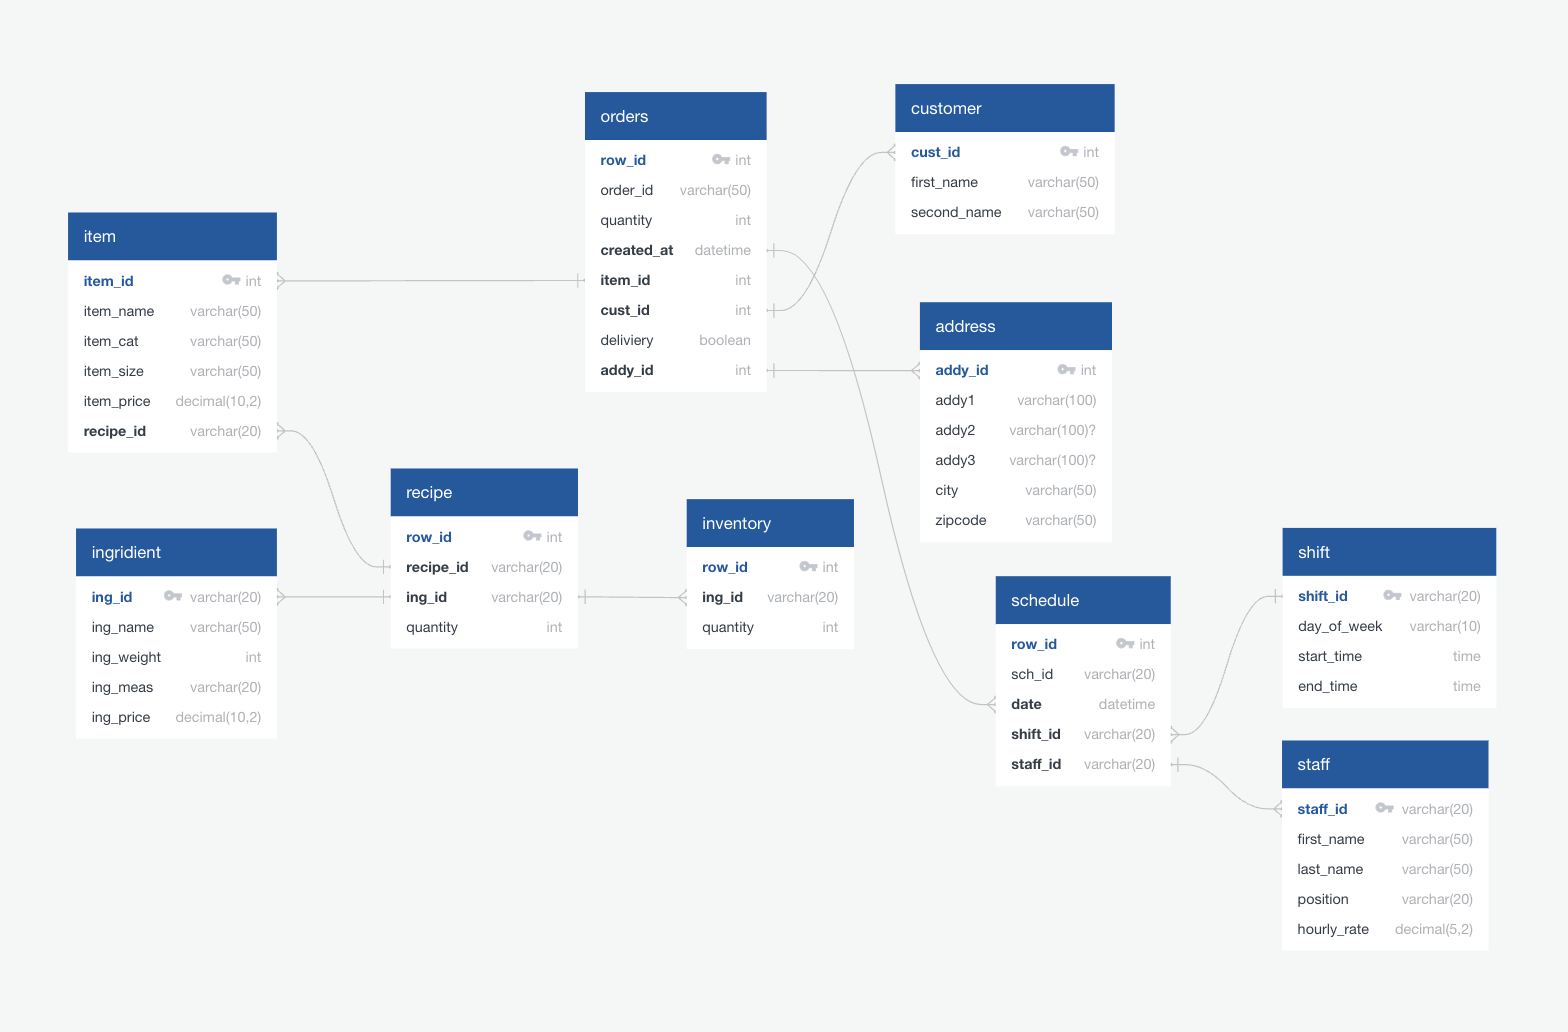 orders
row_id int
order_id varchar(50)
quantity int
created_at datetime
item_id int
cust_id int
deliviery boolean
addy_id int
customer
cust_id int
first_name varchar(50)
second_name varchar(50)
item
item_id int
item_name varchar(50)
item_cat varchar(50)
item_size varchar(50)
item_price decimal(10,2)
recipe_id varchar(20)
address
addy_id int
addy1 varchar(100)
addy2 varchar(100)?
addy3 varchar(100)?
city varchar(50)
zipcode varchar(50)
recipe
row_id int
recipe_id varchar(20)
ing_id varchar(20)
quantity int
inventory
row_id int
ing_id varchar(20)
quantity int
ingridient
ing_id varchar(20)
ing_name varchar(50)
ing_weight int
ing_meas varchar(20)
ing_price decimal(10,2)
schedule
row_id int
sch_id varchar(20)
date datetime
shift_id varchar(20)
staff_id varchar(20)
shift
shift_id varchar(20)
day_of_week varchar(10)
start_time time
end_time time
staff
staff_id varchar(20)
first_name varchar(50)
last_name varchar(50)
position varchar(20)
hourly_rate decimal(5,2)